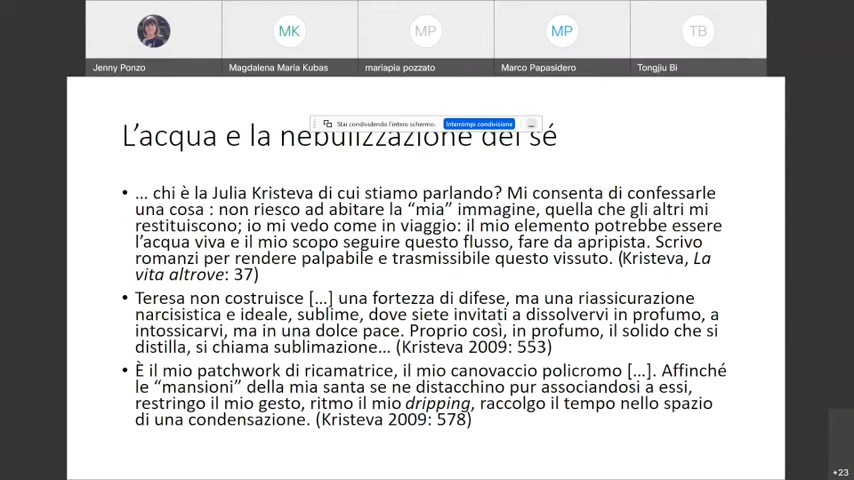 MK
MP
MP
TB
Jenny Ponzo
Magdalena Maria Kubas
mariapia pozzato
Marco Papasidero
Tongjiu Bi
Stai condividendo l'intero schermo.
Interrompi condivisione
L'acqua e la nebulizzazione del sé
• … chi è la Julia Kristeva di cui stiamo parlando? Mi consenta di confessarle
una cosa : non riesco ad abitare la “mia” immagine, quella che gli altri mi
restituiscono; io mi vedo come in viaggio: il mio elemento potrebbe essere
l'acqua viva e il mio scopo seguire questo flusso, fare da apripista. Scrivo
romanzi per rendere palpabile e trasmissibile questo vissuto. (Kristeva, La
vita altrove: 37)
• Teresa non costruisce […] una fortezza di difese, ma una riassicurazione
narcisistica e ideale, sublime, dove siete invitati a dissolvervi in profumo, a
intossicarvi, ma in una dolce pace. Proprio così, in profumo, il solido che si
distilla, si chiama sublimazione… (Kristeva 2009: 553)
• È il mio patchwork di ricamatrice, il mio canovaccio policromo […]. Affinché
le “mansioni” della mia santa se ne distacchino pur associandosi a essi,
restringo il mio gesto, ritmo il mio dripping, raccolgo il tempo nello spazio
di una condensazione. (Kristeva 2009: 578)
+23